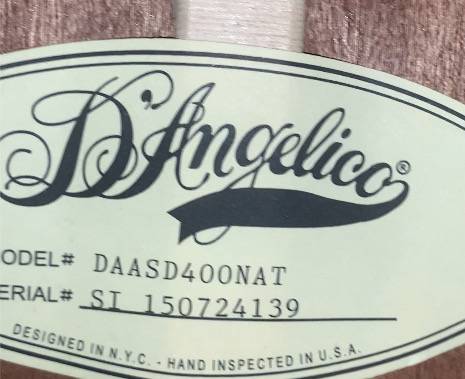 D'Angelico®
ODEL# DAASD400NAT
ERIAL# SI 150724139
DESIGNED IN N.Y.C. - HAND INSPECTED IN U.S.A.